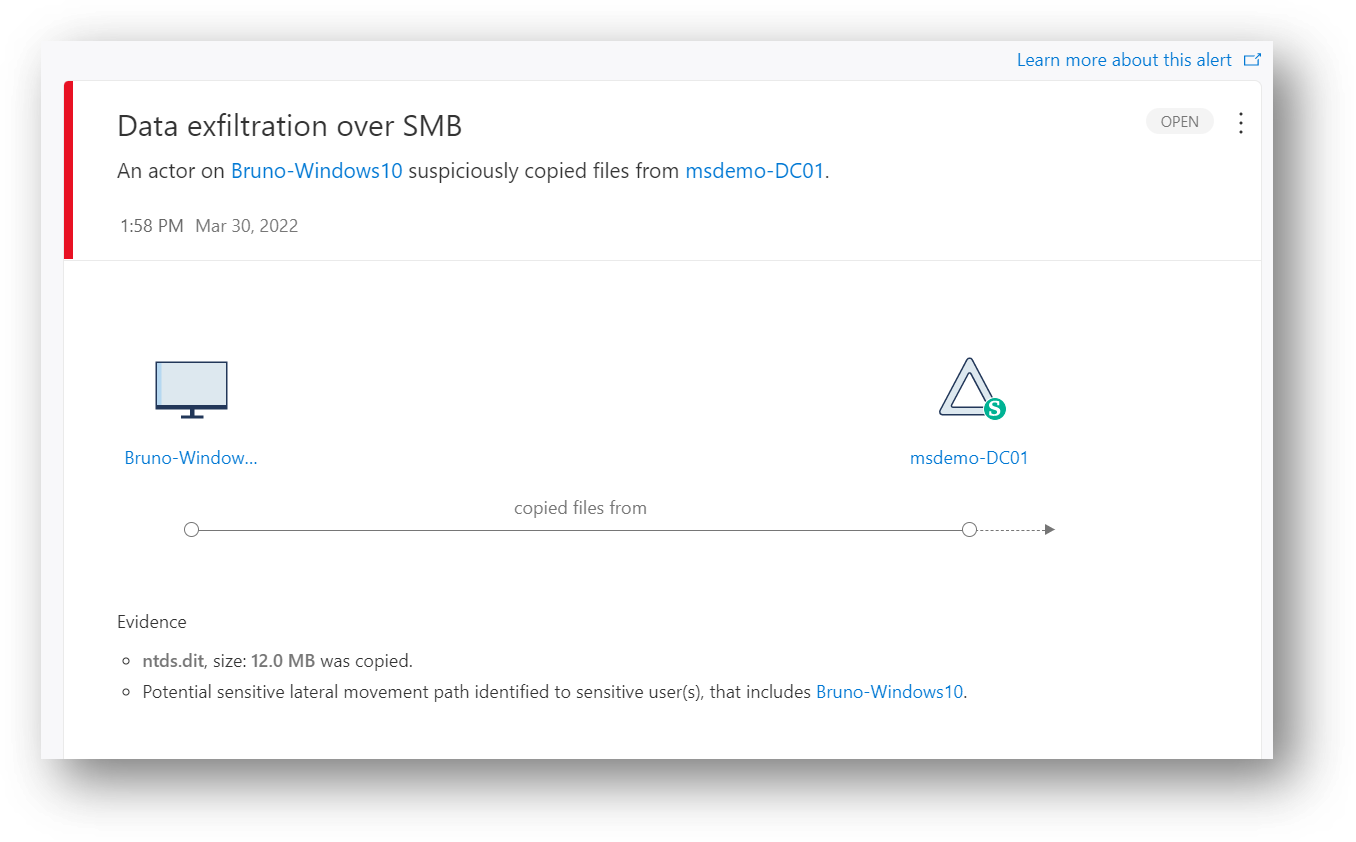 Learn more about this alert
Data exfiltration over SMB
OPEN
An actor on Bruno-Windows10 suspiciously copied files from msdemo-DC01.
1:58 PM Mar 30, 2022
S
Bruno-Window...
msdemo-DC01
copied files from
Evidence
ntds.dit, size: 12.0 MB was copied.
Potential sensitive lateral movement path identified to sensitive user(s), that includes Bruno-Windows10.